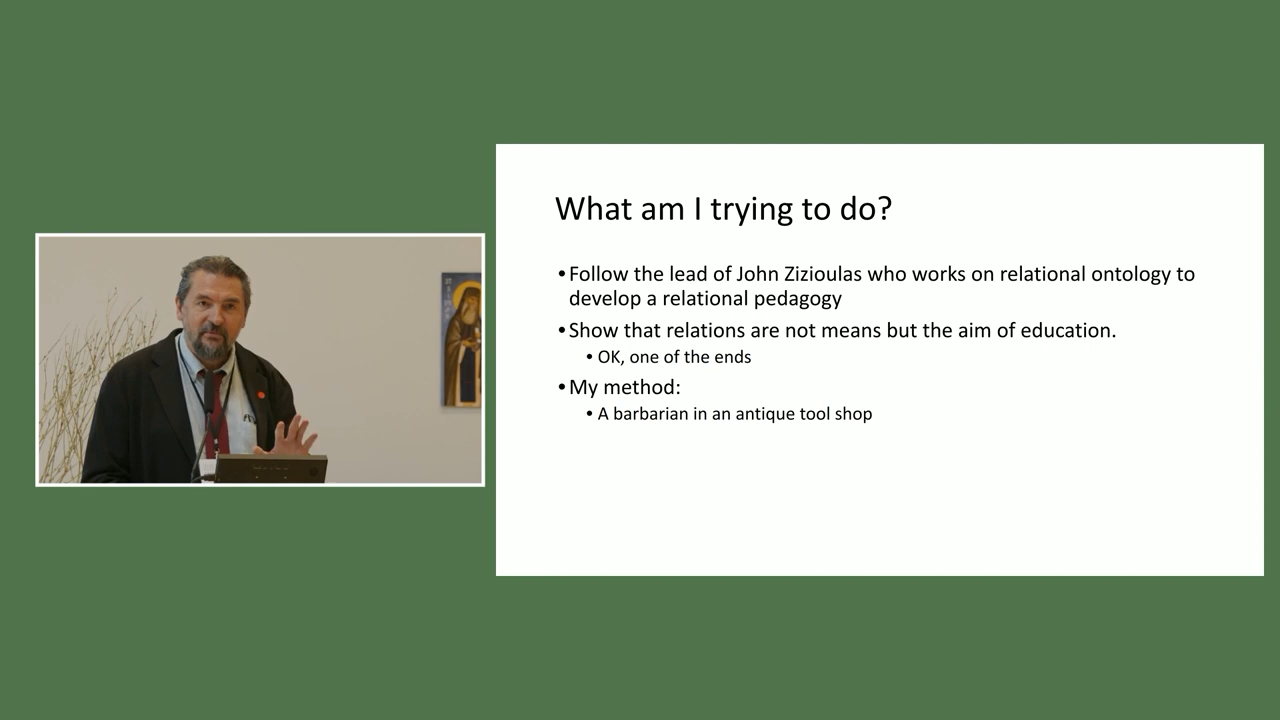 What am I trying to do?
•Follow the lead of John Zizioulas who works on relational ontology to
develop a relational pedagogy
•Show that relations are not means but the aim of education.
• OK, one of the ends
•My method:
• A barbarian in an antique tool shop